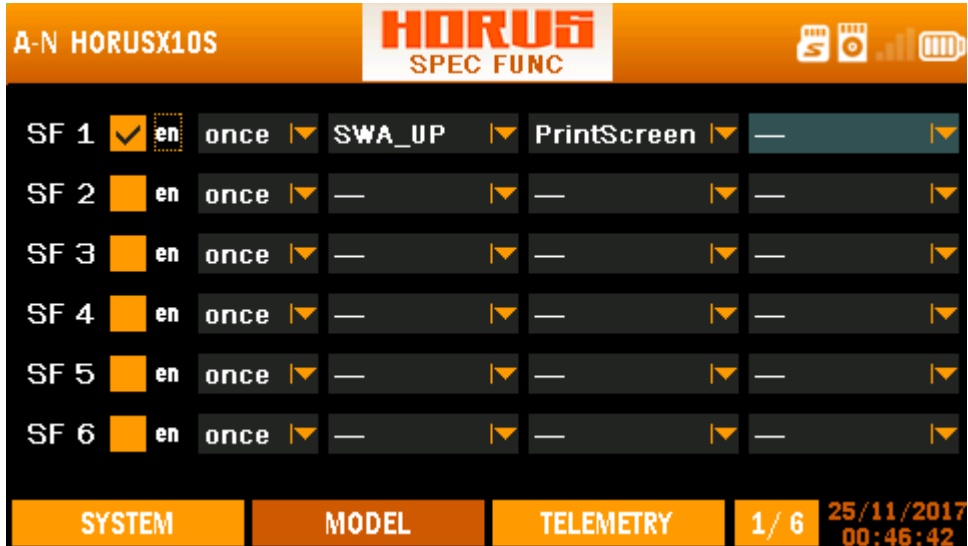 A-N HORUSX10S
HORUS
SPEC FUNC
SF 1 en once SWA_UP PrintScreen —
SF 2 en once — — —
SF 3 en once — — —
SF 4 en once — — —
SF 5 en once — — —
SF 6 en once — — —
SYSTEM MODEL TELEMETRY 1/ 6 25/11/2017
00:46:42